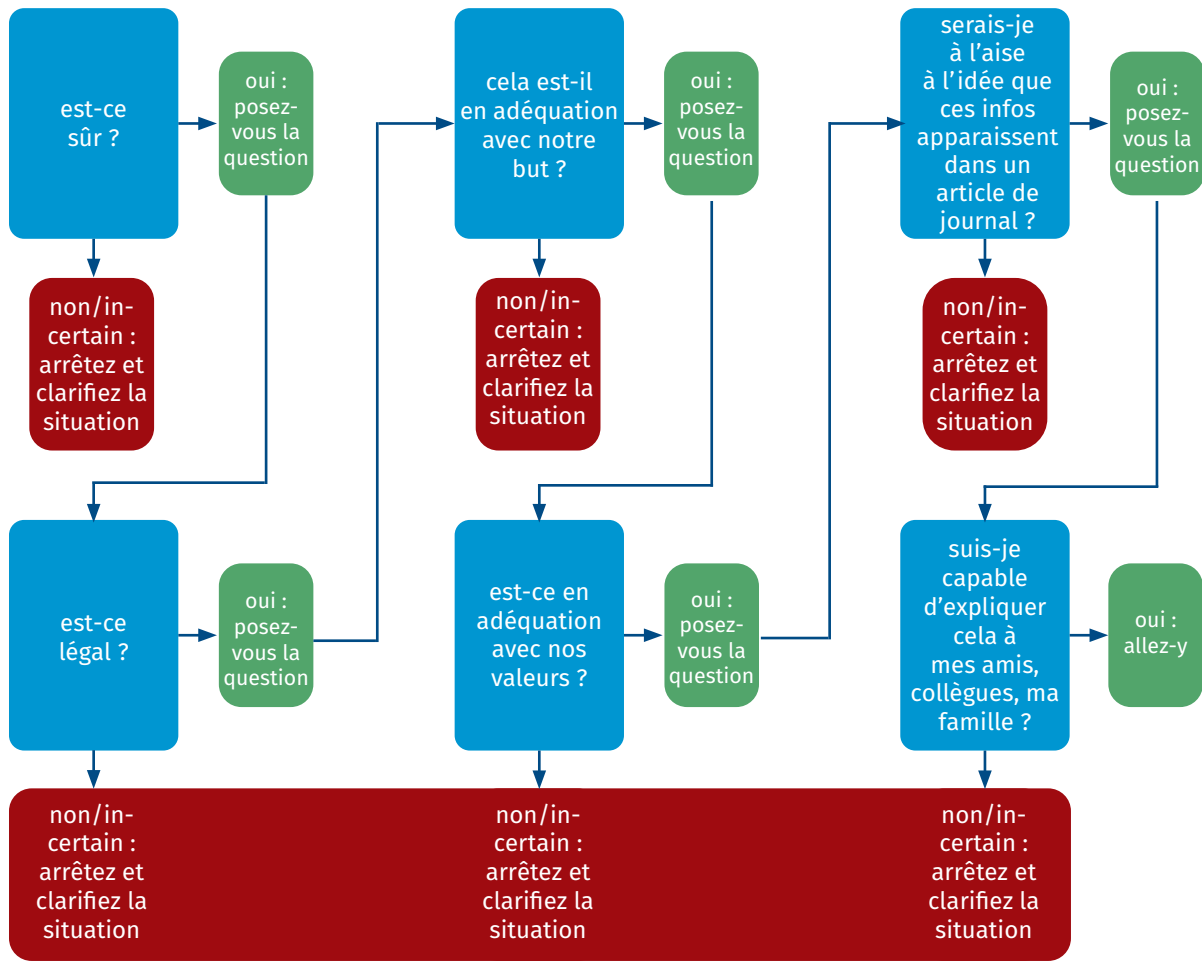 est-ce
sûr ?
oui :
posez-
vous la
question
non/in-
certain :
arrêtez et
clarifiez la
situation
est-ce
légal ?
oui :
posez-
vous la
question
non/in-
certain :
arrêtez et
clarifiez la
situation
cela est-il
en adéquation
avec notre
but ?
oui :
posez-
vous la
question
non/in-
certain :
arrêtez et
clarifiez la
situation
est-ce en
adéquation
avec nos
valeurs ?
oui :
posez-
vous la
question
non/in-
certain :
arrêtez et
clarifiez la
situation
serais-je
à l’aise
à l’idée que
ces infos
apparaissent
dans un
article de
journal ?
oui :
posez-
vous la
question
non/in-
certain :
arrêtez et
clarifiez la
situation
suis-je
capable
d’expliquer
cela à
mes amis,
collègues, ma
famille ?
oui :
allez-y
non/in-
certain :
arrêtez et
clarifiez la
situation